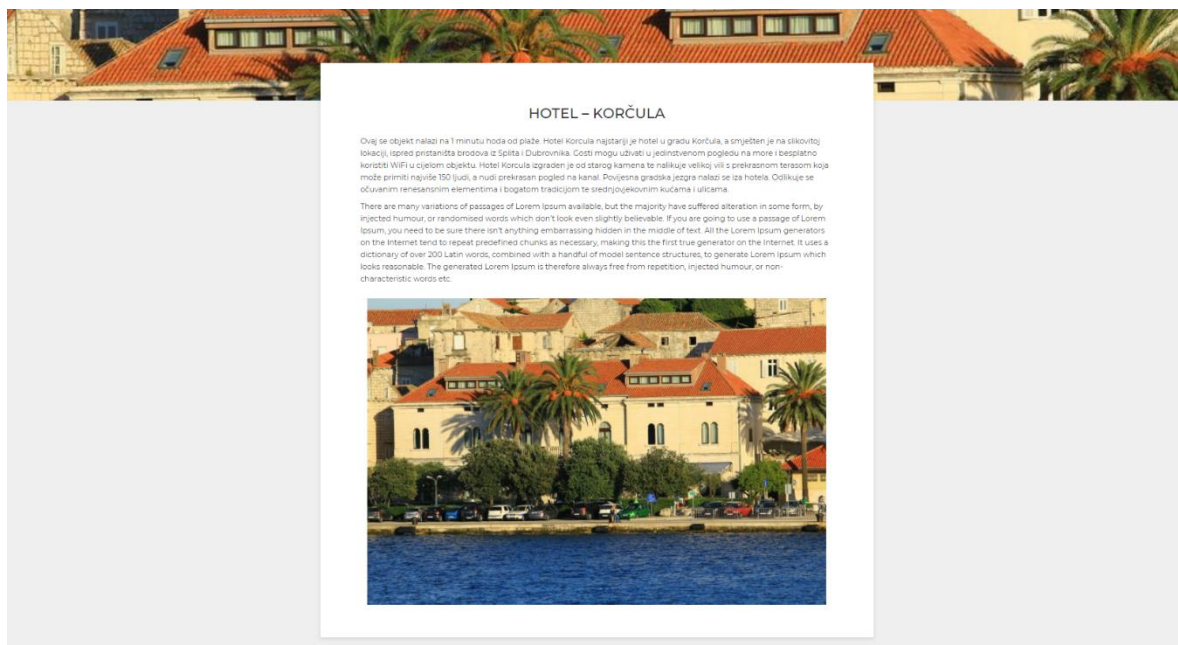 HOTEL – KORČULA
Ovaj se objekt nalazi na 1 minutu hoda od plaže. Hotel Korcula najstariji je hotel u gradu Korčula, a smješten je na slikovitoj
lokaciji, ispred pristaništa brodova iz Splita i Dubrovnika. Gosti mogu uživati u jedinstvenom pogledu na more i besplatno
koristiti WiFi u cijelom objektu. Hotel Korcula izgraden je od starog kamena te nalikuje velikoj vili s prekrasnom terasom koja
može primiti najviše 150 ljudi, a nudi prekrasan pogled na kanal. Povijesna gradska jezgra nalazi se iza hotela. Odlikuje se
očuvanim renesansnim elementima i bogatom tradicijom te srednjovjekovnim kućama i ulicama.
There are many variations of passages of Lorem Ipsum available, but the majority have suffered alteration in some form, by
injected humour, or randomised words which don't look even slightly believable. If you are going to use a passage of Lorem
Ipsum, you need to be sure there isn't anything embarrassing hidden in the middle of text. All the Lorem Ipsum generators
on the Internet tend to repeat predefined chunks as necessary, making this the first true generator on the Internet. It uses a
dictionary of over 200 Latin words, combined with a handful of model sentence structures, to generate Lorem Ipsum which
looks reasonable. The generated Lorem Ipsum is therefore always free from repetition, injected humour, or non-
characteristic words etc.